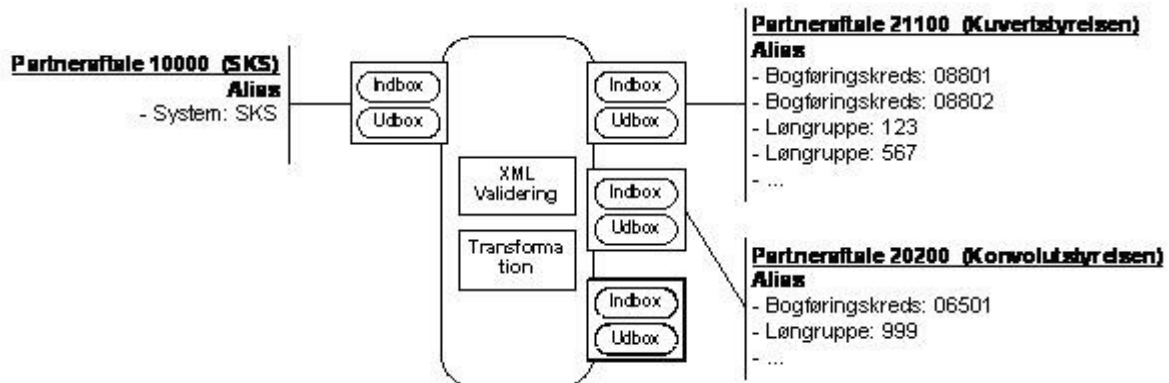 Partneraftale 10000 (SKS)
Alias
- System: SKS
Indbox
Udbox
XML
Validering
Transforma
tion
Indbox
Udbox
Indbox
Udbox
Indbox
Udbox
Partneraftale 21100 (Kuvertstyrelsen)
Alias
- Bogføringskreds: 08801
- Bogføringskreds: 08802
- Løngruppe: 123
- Løngruppe: 567
- ...
Partneraftale 20200 (Konvolutstyrelsen)
Alias
- Bogføringskreds: 06501
- Løngruppe: 999
- ...